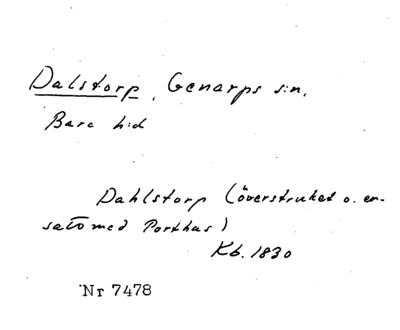 Dalstorp, Genarps s:n,
Bara h:d
Dahlstorp (överstruket o. er-
satt med Porthus)
Kb. 1830
Nr 7478